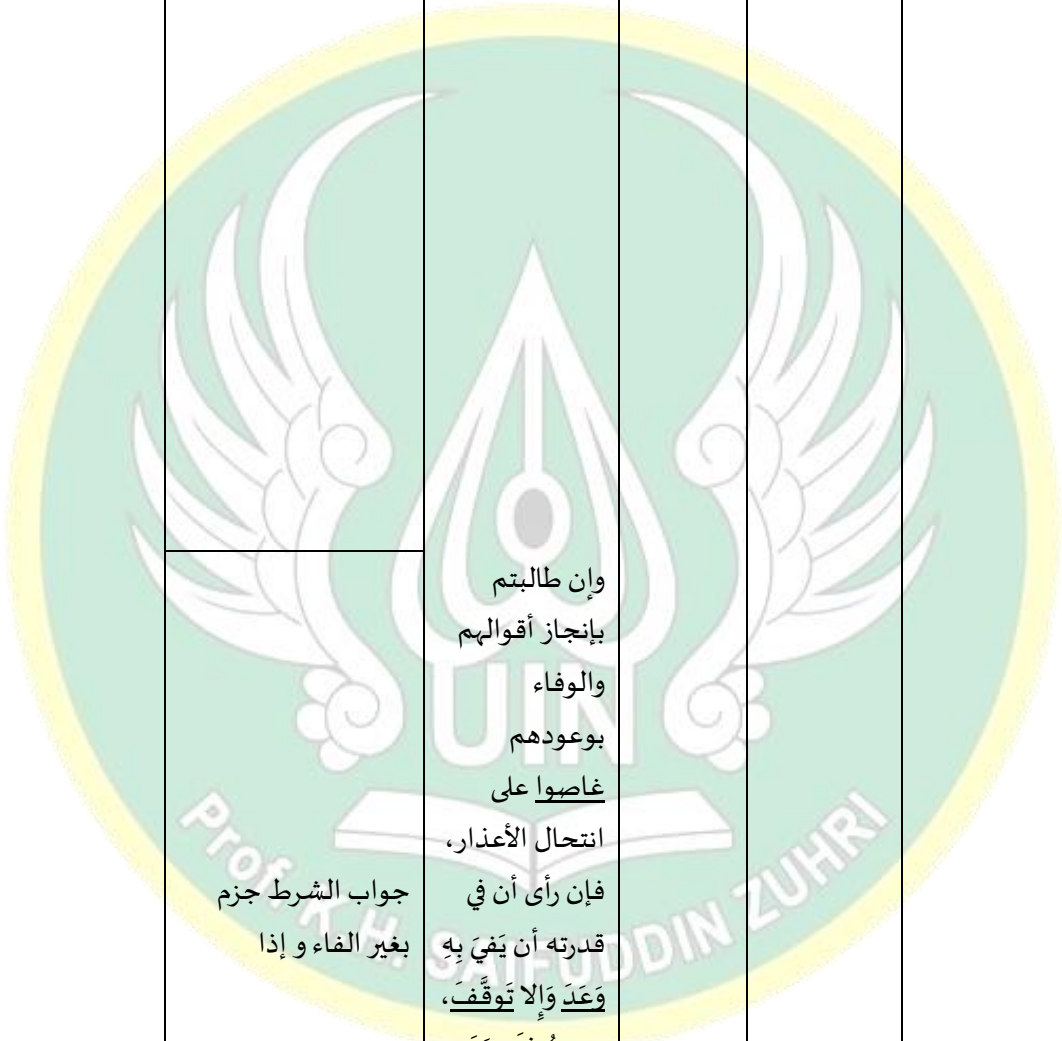 وإن طالبتم
بإنجاز أقوالهم
والوفاء
بوعودهم
غاصوا على
انتحال الأعذار،
فإن رأى أن في
قدرته أن يَفيَ بِهِ
وَعَدَ وَإِلا تَوقَّفَ،
جواب الشرط جزم
بغير الفاء و إذا
UIN
Prof. K.H. SAIFUDDIN ZUHRI